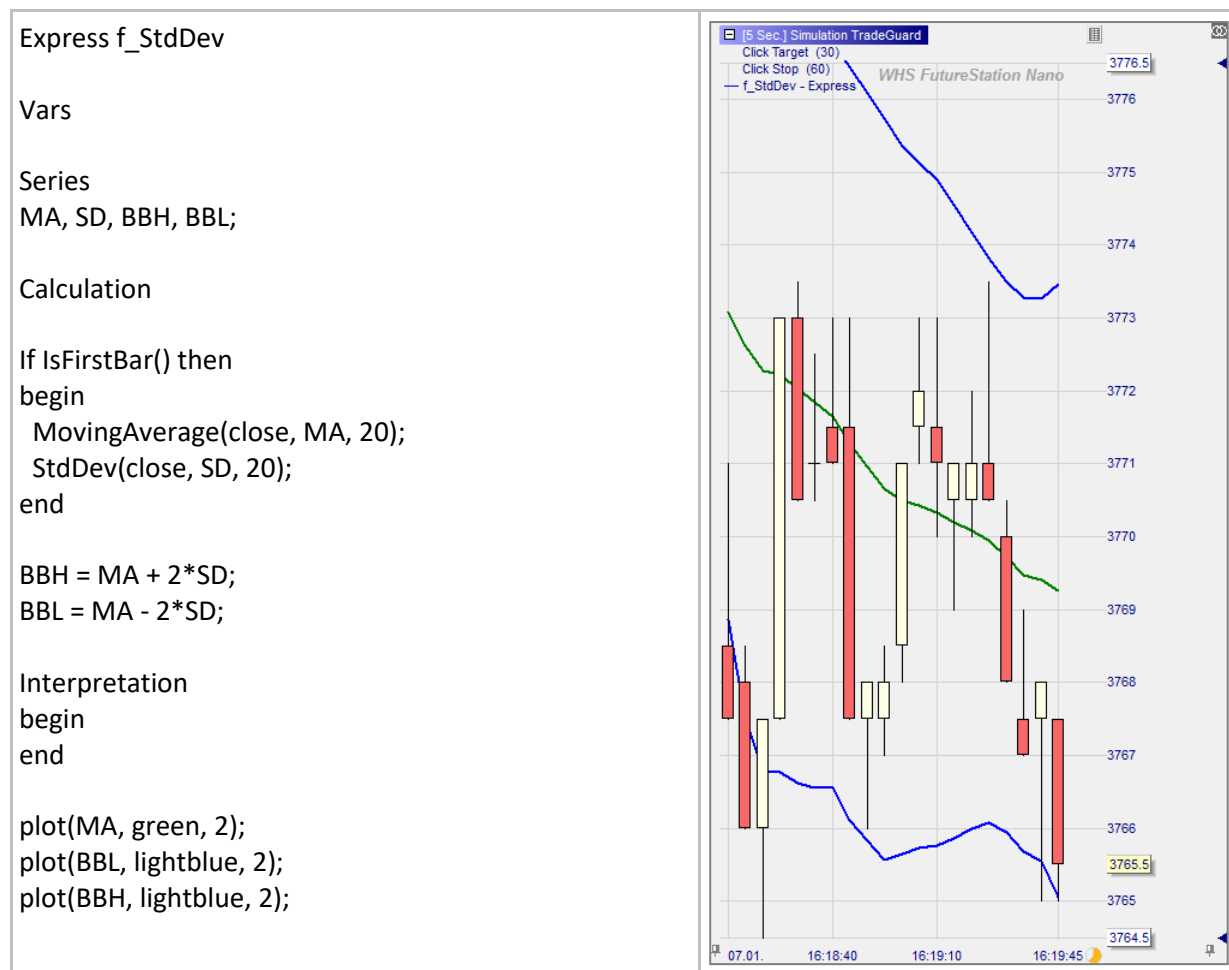 Express f_StdDev
Vars
Series
MA, SD, BBH, BBL;
Calculation
If IsFirstBar() then
begin
MovingAverage(close, MA, 20);
StdDev(close, SD, 20);
end
BBH = MA + 2*SD;
BBL = MA - 2*SD;
Interpretation
begin
end
plot(MA, green, 2);
plot(BBL, lightblue, 2);
plot(BBH, lightblue, 2);
[5 Sec.] Simulation TradeGuard
Click Target (30)
Click Stop (60)
f_StdDev - Express
WHS FutureStation Nano
3776.5
3776
3775
3774
3773
3772
3771
3770
3769
3768
3767
3766
3765.5
3765
3764.5
07.01. 16:18:40 16:19:10 16:19:45